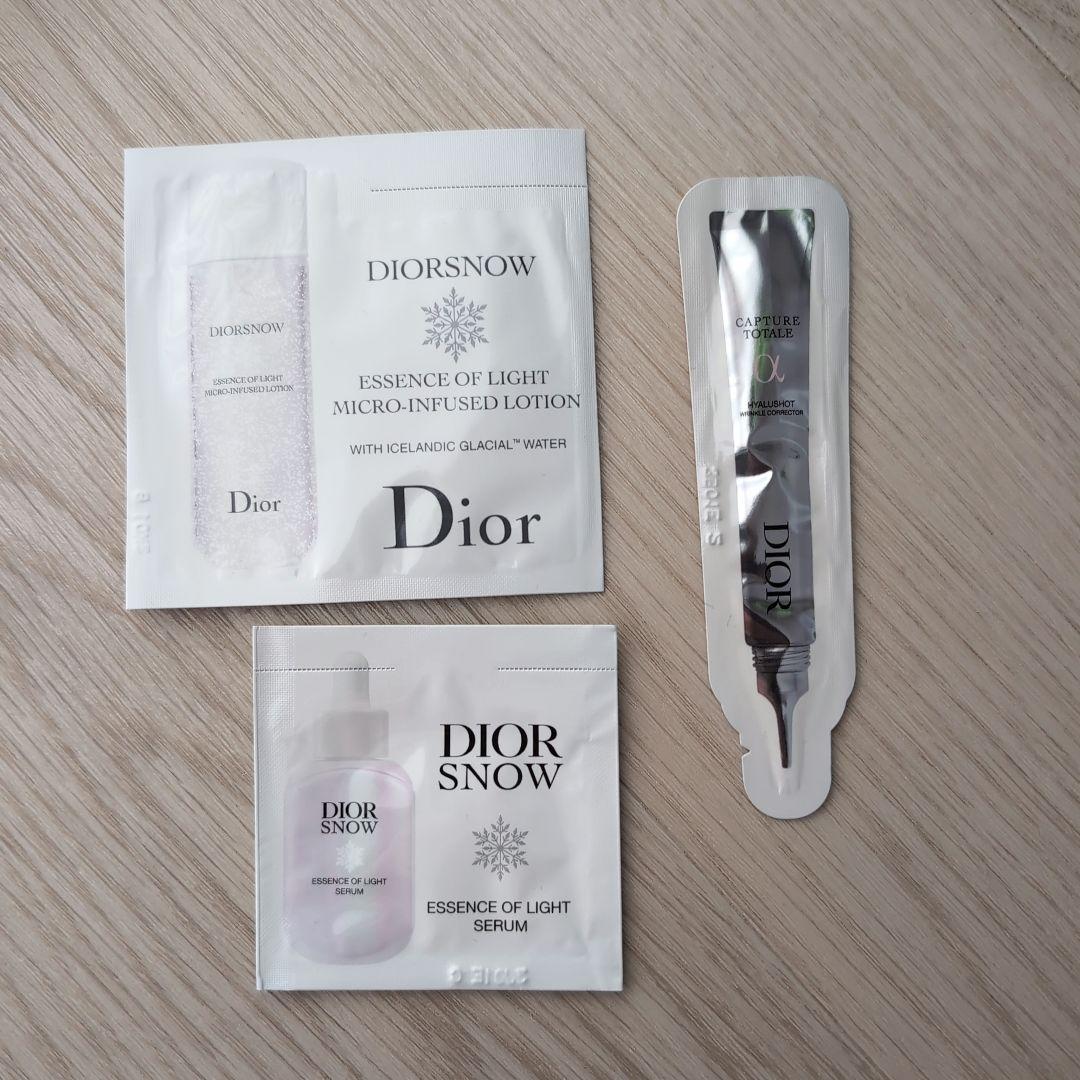 DIORSNOW
ESSENCE OF LIGHT
MICRO-INFUSED LOTION
Dior
DIORSNOW
ESSENCE OF LIGHT
MICRO-INFUSED LOTION
WITH ICELANDIC GLACIAL™ WATER
Dior
CAPTURE
TOTALE
α
HYALUSHOT
WRINKLE CORRECTOR
DIOR
DIOR
SNOW
ESSENCE OF LIGHT
SERUM
DIOR
SNOW
ESSENCE OF LIGHT
SERUM